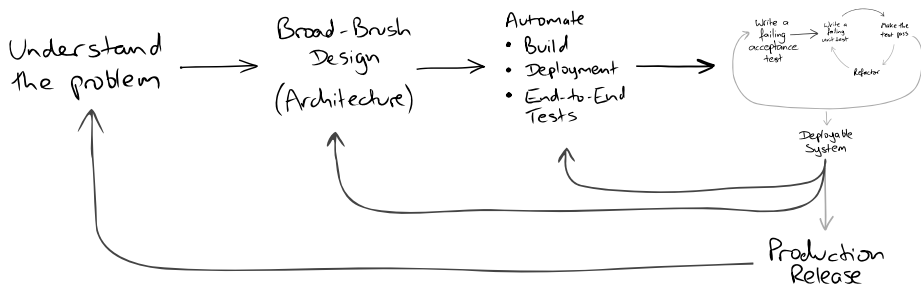 Understand
the problem
Broad-Brush
Design
(Architecture)
Automate
• Build
• Deployment
• End-to-End
Tests
Write a
failing
acceptance
test
Write a
failing
unit test
Make the
test pass
Refactor
Deployable
System
Production
Release